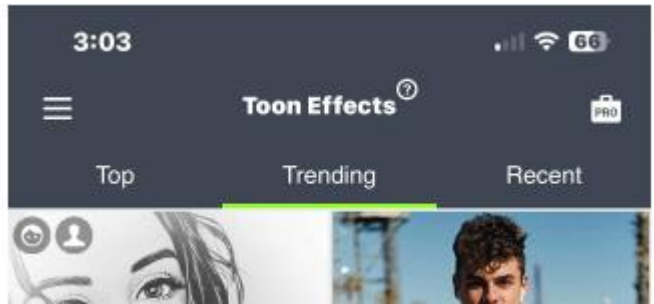 3:03
66
Toon Effects
?
PRO
Top
Trending
Recent